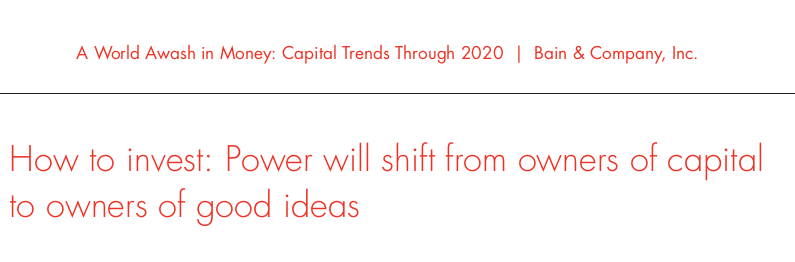 A World Awash in Money: Capital Trends Through 2020 | Bain & Company, Inc.
How to invest: Power will shift from owners of capital
to owners of good ideas